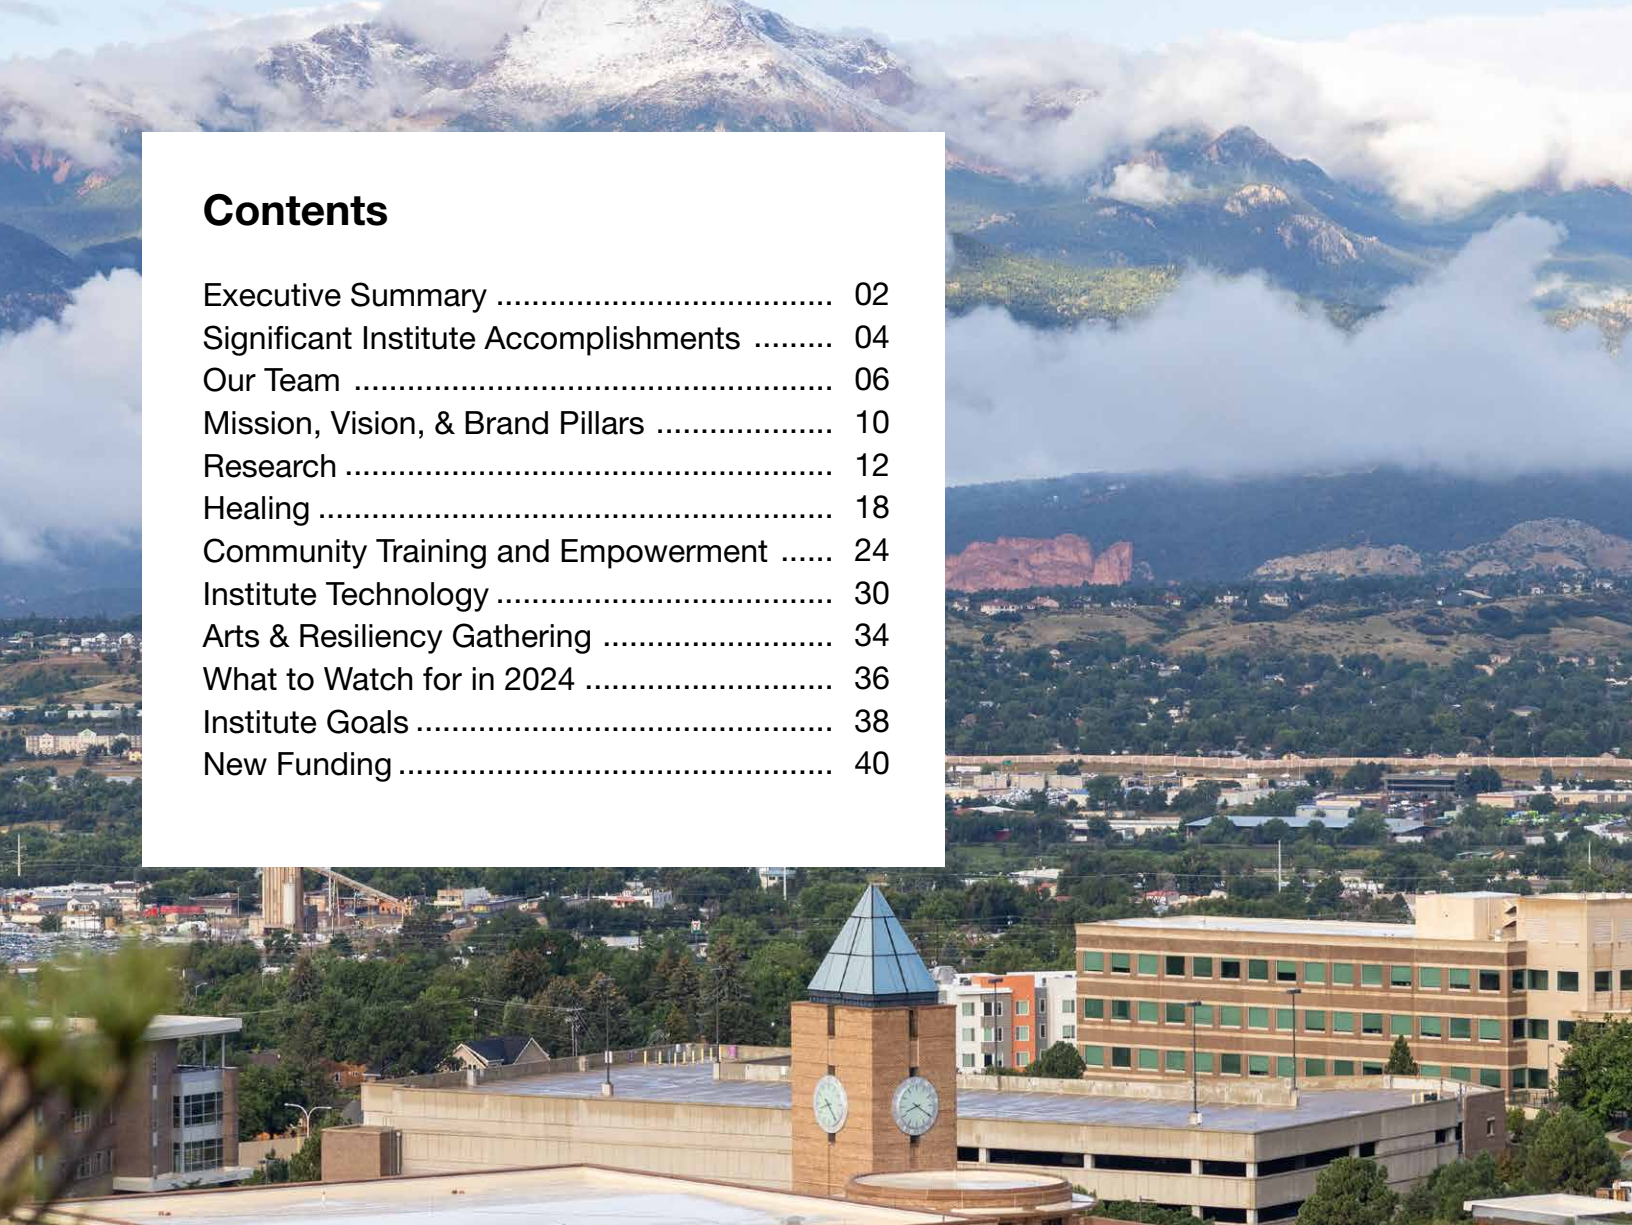 Contents
Executive Summary ...................................... 02
Significant Institute Accomplishments ......... 04
Our Team ...................................................... 06
Mission, Vision, & Brand Pillars .................... 10
Research ....................................................... 12
Healing .......................................................... 18
Community Training and Empowerment ...... 24
Institute Technology ...................................... 30
Arts & Resiliency Gathering .......................... 34
What to Watch for in 2024 ............................ 36
Institute Goals ............................................... 38
New Funding ................................................. 40